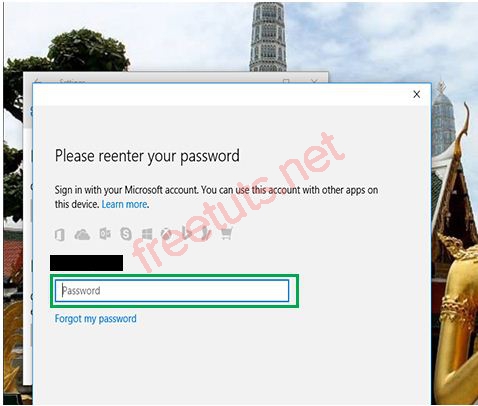 Settings
X
Please reenter your password
Sign in with your Microsoft account. You can use this account with other apps on
this device. Learn more.
Password
Forgot my password
freetuts.net